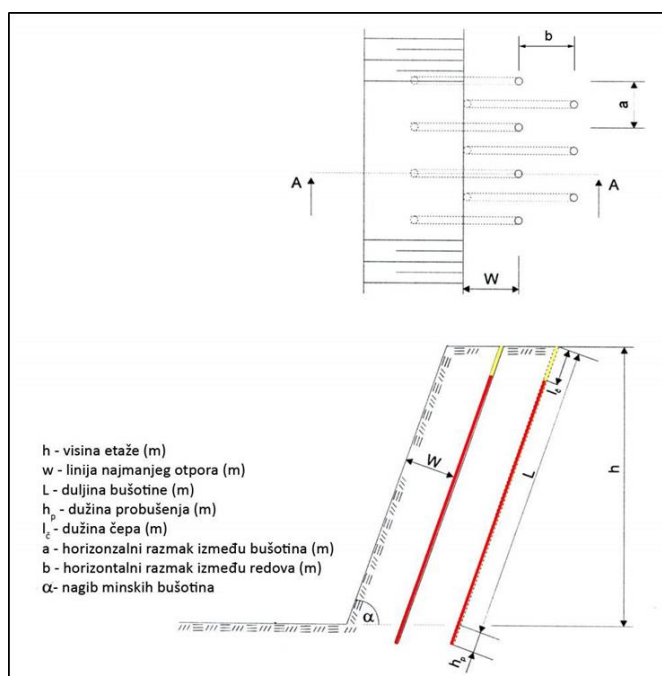 b
a
A
A
W
h - visina etaže (m)
w - linija najmanjeg otpora (m)
L - duljina bušotine (m)
hp - dužina probušenja (m)
lč - dužina čepa (m)
a - horizonzalni razmak između bušotina (m)
b - horizontalni razmak između redova (m)
α- nagib minskih bušotina
lč
W
L
h
α
hp